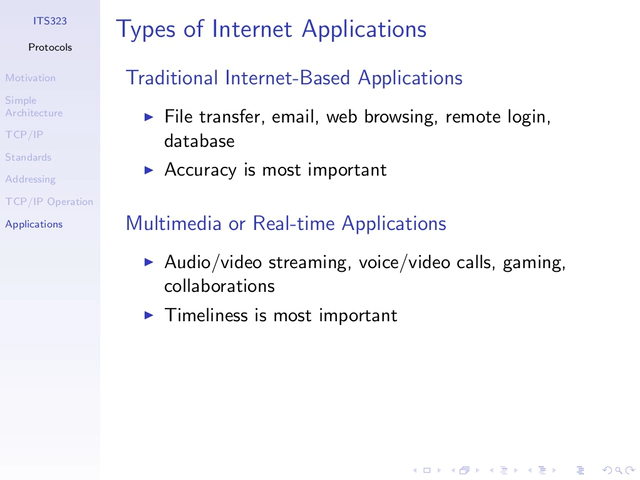 ITS323
Protocols
Motivation
Simple
Architecture
TCP/IP
Standards
Addressing
TCP/IP Operation
Applications
Types of Internet Applications
Traditional Internet-Based Applications
File transfer, email, web browsing, remote login,
database
Accuracy is most important
Multimedia or Real-time Applications
Audio/video streaming, voice/video calls, gaming,
collaborations
Timeliness is most important